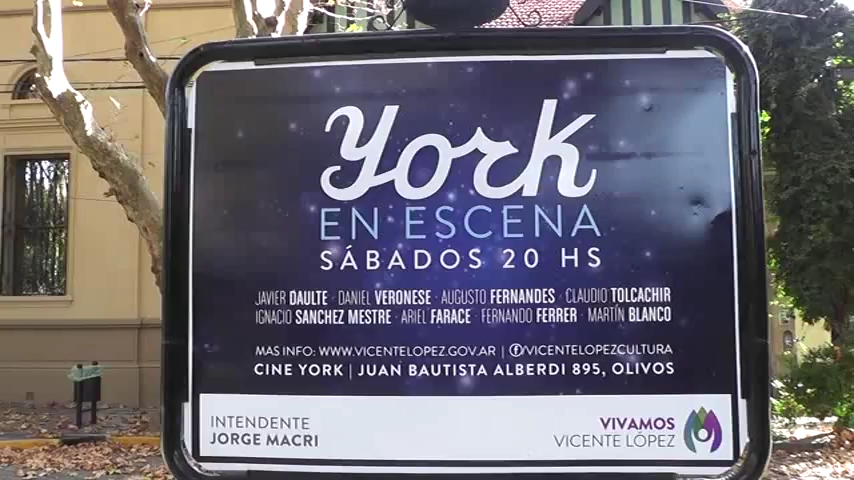 York
EN ESCENA
SÁBADOS 20 HS
JAVIER DAULTE · DANIEL VERONESE · AUGUSTO FERNANDES · CLAUDIO TOLCACHIR
IGNACIO SANCHEZ MESTRE · ARIEL FARACE · FERNANDO FERRER · MARTÍN BLANCO
MAS INFO: WWW.VICENTELOPEZ.GOV.AR | f/VICENTELOPEZCULTURA
CINE YORK | JUAN BAUTISTA ALBERDI 895, OLIVOS
INTENDENTE
JORGE MACRI
VIVAMOS
VICENTE LÓPEZ